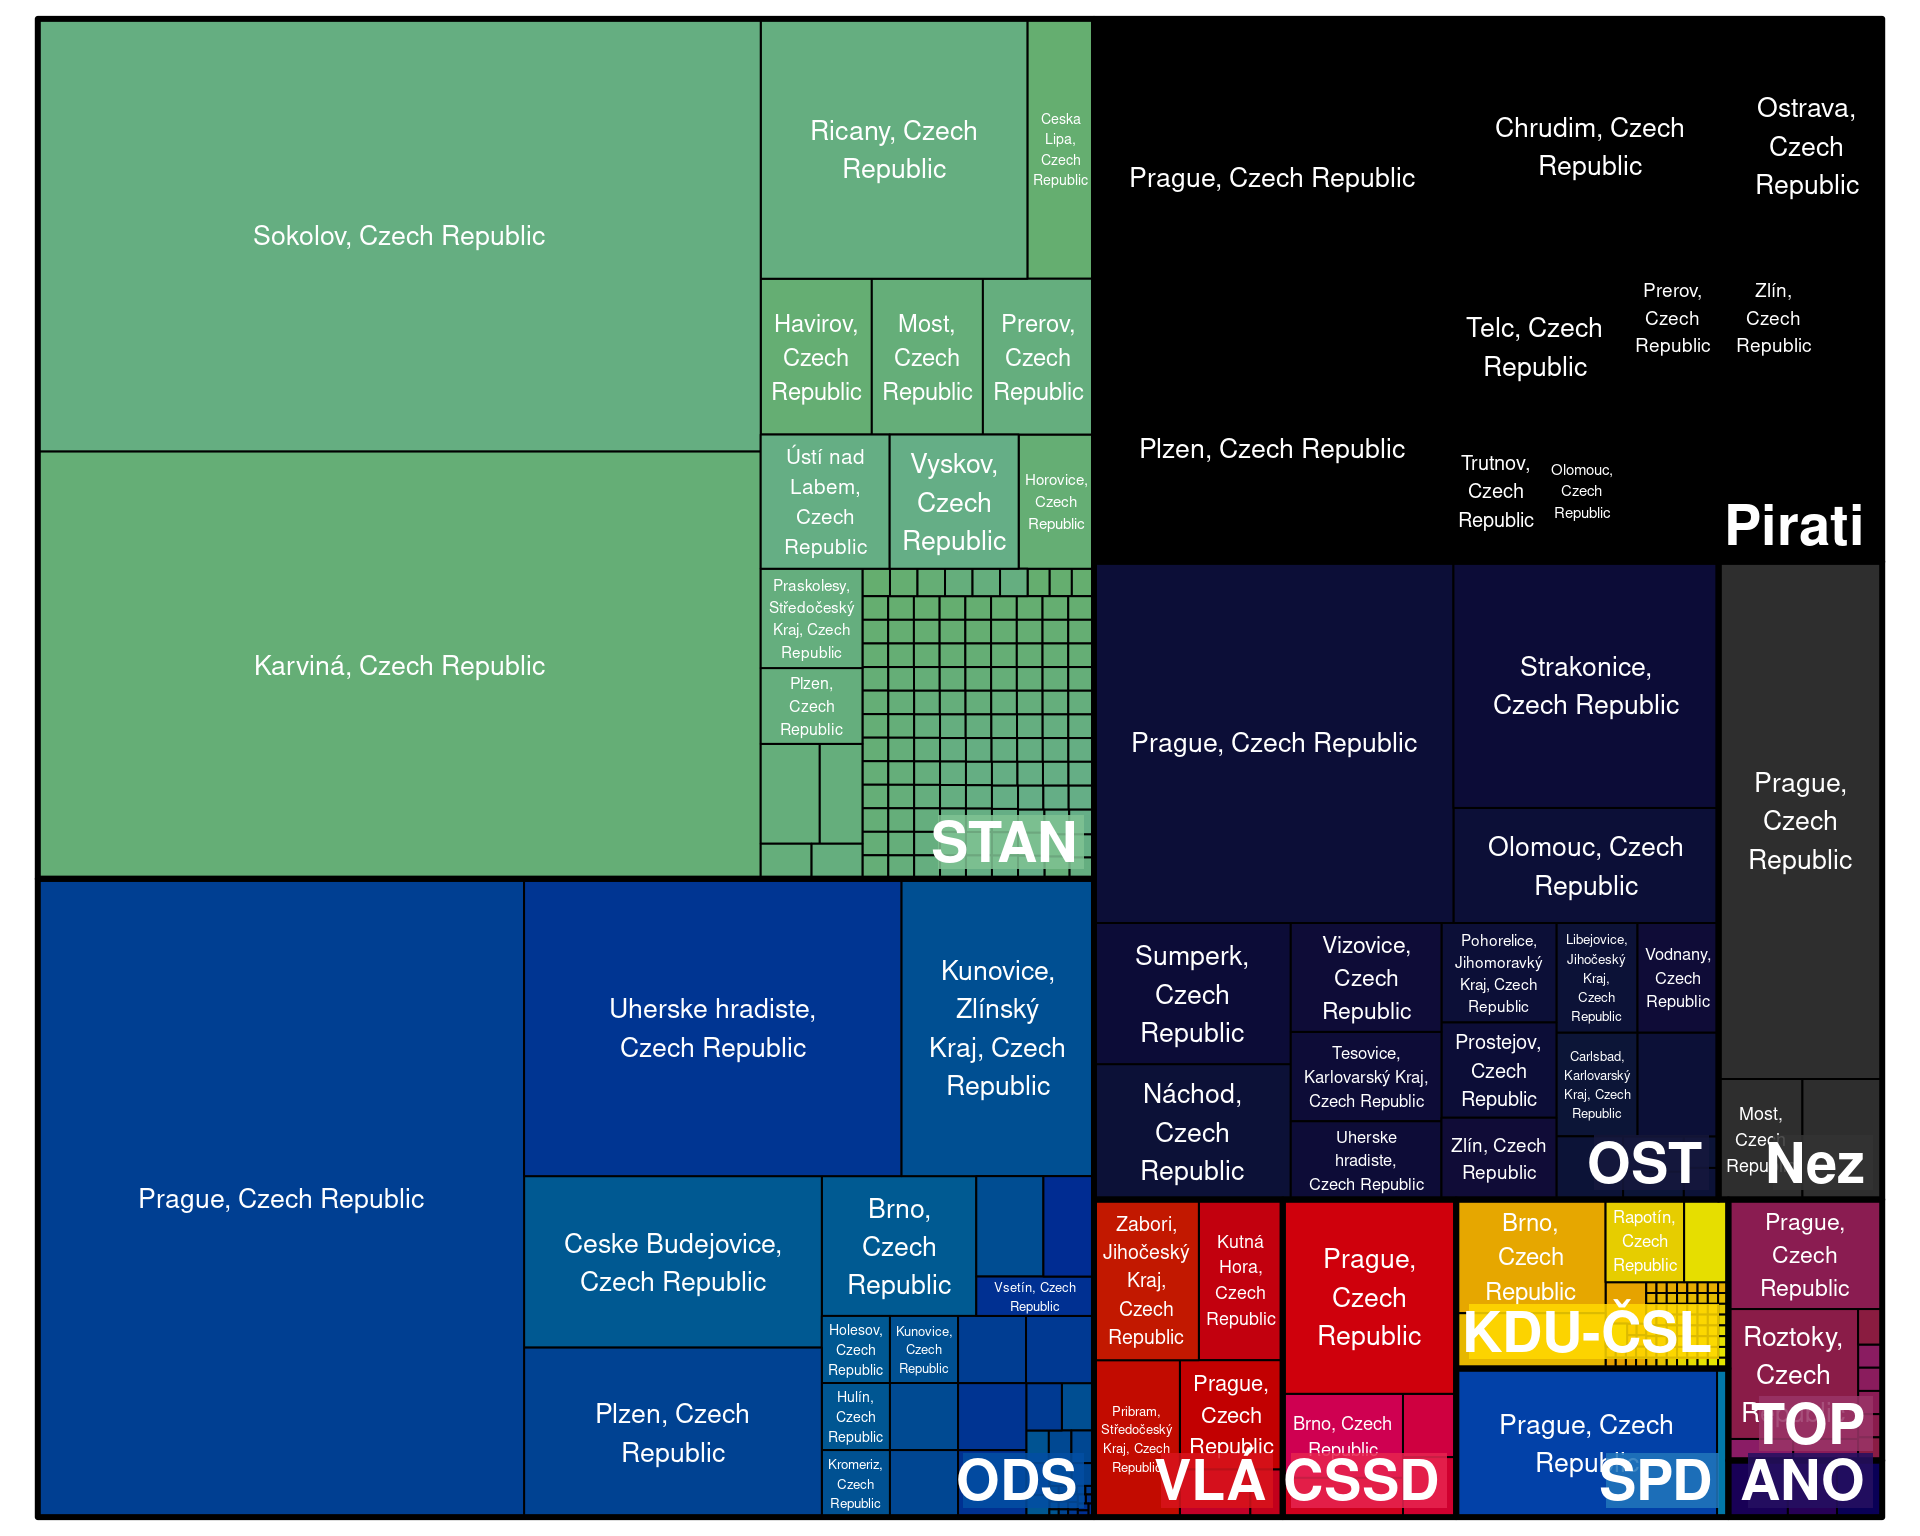 Sokolov, Czech Republic
Karviná, Czech Republic
Ricany, Czech
Republic
Ceska
Lipa,
Czech
Republic
Havirov,
Czech
Republic
Most,
Czech
Republic
Prerov,
Czech
Republic
Ústí nad
Labem,
Czech
Republic
Vyskov,
Czech
Republic
Horovice,
Czech
Republic
Praskolesy,
Středočeský
Kraj, Czech
Republic
Plzen,
Czech
Republic
STAN
Prague, Czech Republic
Chrudim, Czech
Republic
Ostrava,
Czech
Republic
Plzen, Czech Republic
Telc, Czech
Republic
Prerov,
Czech
Republic
Zlín,
Czech
Republic
Trutnov,
Czech
Republic
Olomouc,
Czech
Republic
Pirati
Prague, Czech Republic
Uherske hradiste,
Czech Republic
Kunovice,
Zlínský
Kraj, Czech
Republic
Ceske Budejovice,
Czech Republic
Plzen, Czech
Republic
Brno,
Czech
Republic
Vsetín, Czech
Republic
Holesov,
Czech
Republic
Kunovice,
Czech
Republic
Hulín,
Czech
Republic
Kromeriz,
Czech
Republic
ODS
Prague, Czech Republic
Strakonice,
Czech Republic
Olomouc, Czech
Republic
Sumperk,
Czech
Republic
Náchod,
Czech
Republic
Vizovice,
Czech
Republic
Tesovice,
Karlovarský Kraj,
Czech Republic
Uherske
hradiste,
Czech Republic
Pohorelice,
Jihomoravký
Kraj, Czech
Republic
Prostejov,
Czech
Republic
Zlín, Czech
Republic
Libejovice,
Jihočeský
Kraj,
Czech
Republic
Vodnany,
Czech
Republic
Carlsbad,
Karlovarský
Kraj, Czech
Republic
OST
Prague,
Czech
Republic
Most,
Czech
Republic
Nez
Zabori,
Jihočeský
Kraj,
Czech
Republic
Kutná
Hora,
Czech
Republic
Pribram,
Středočeský
Kraj, Czech
Republic
Prague,
Czech
Republic
VLÁ
Prague,
Czech
Republic
Brno, Czech
Republic
CSSD
Brno,
Czech
Republic
Rapotín,
Czech
Republic
KDU-ČSL
Prague, Czech
Republic
SPD
Prague,
Czech
Republic
Roztoky,
Czech
Republic
TOP
ANO